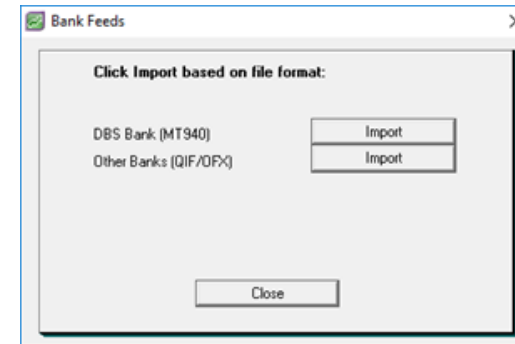 Bank Feeds
Click Import based on file format:
DBS Bank (MT940) Import
Other Banks (QIF/OFX) Import
Close